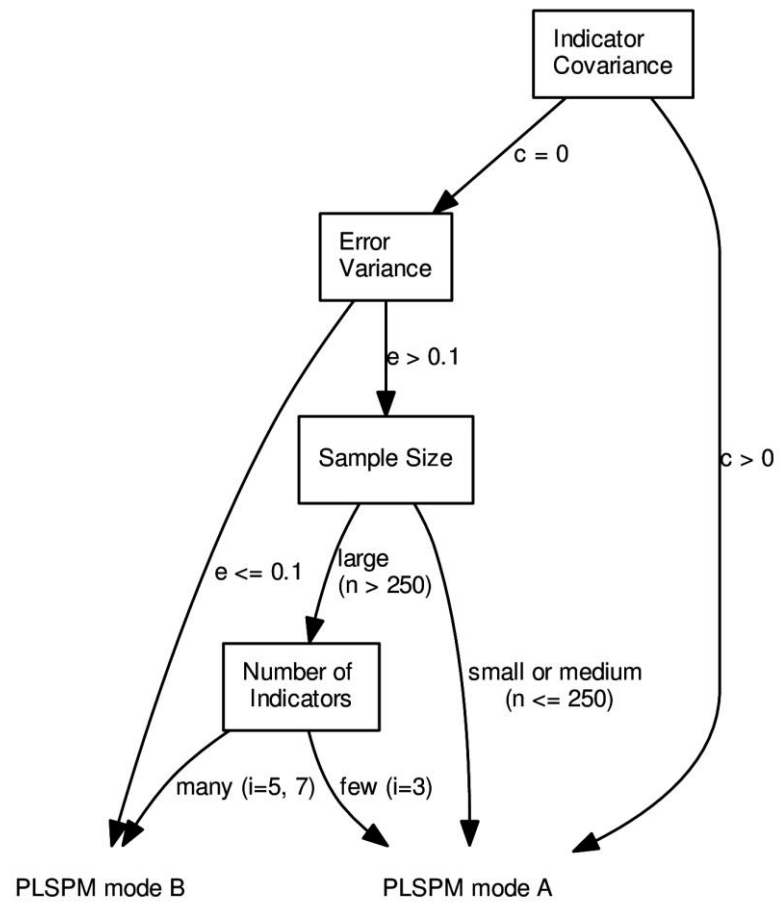 Indicator
Covariance
c = 0
Error
Variance
e > 0.1
Sample Size
c > 0
large
(n > 250)
e <= 0.1
Number of
Indicators
small or medium
(n <= 250)
many (i=5, 7)
few (i=3)
PLSPM mode B
PLSPM mode A